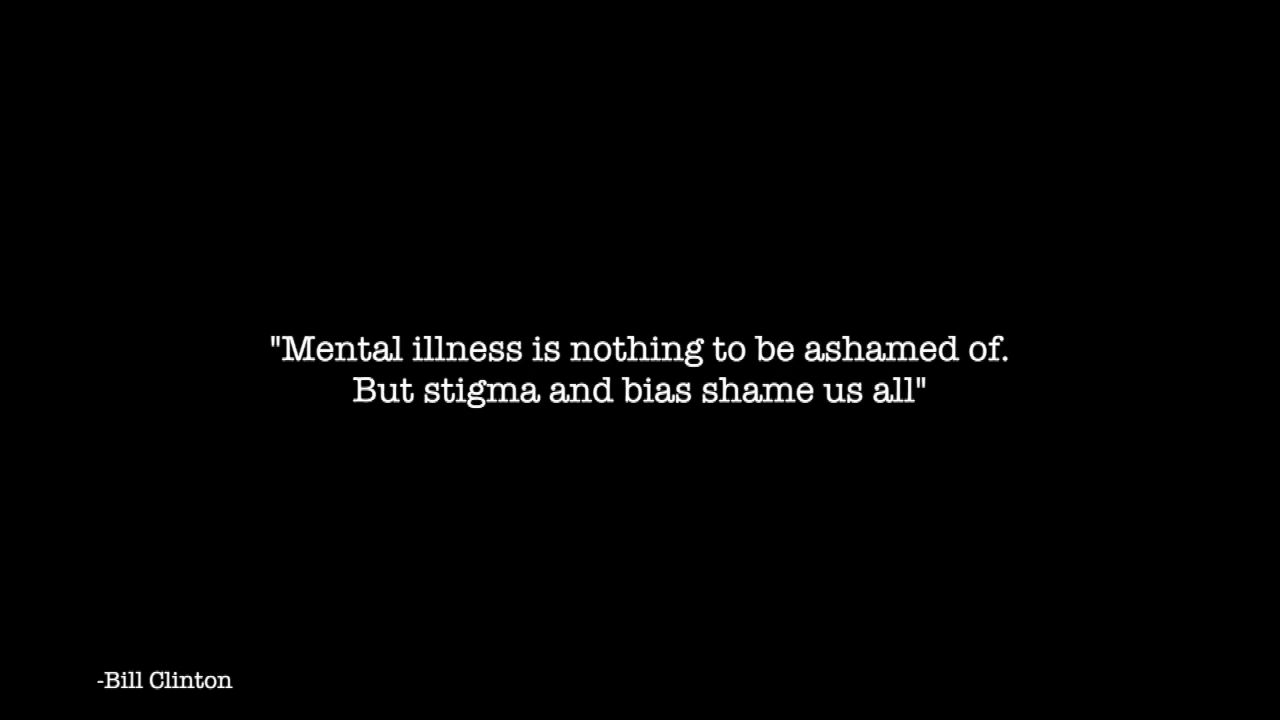 "Mental illness is nothing to be ashamed of.
But stigma and bias shame us all"
-Bill Clinton